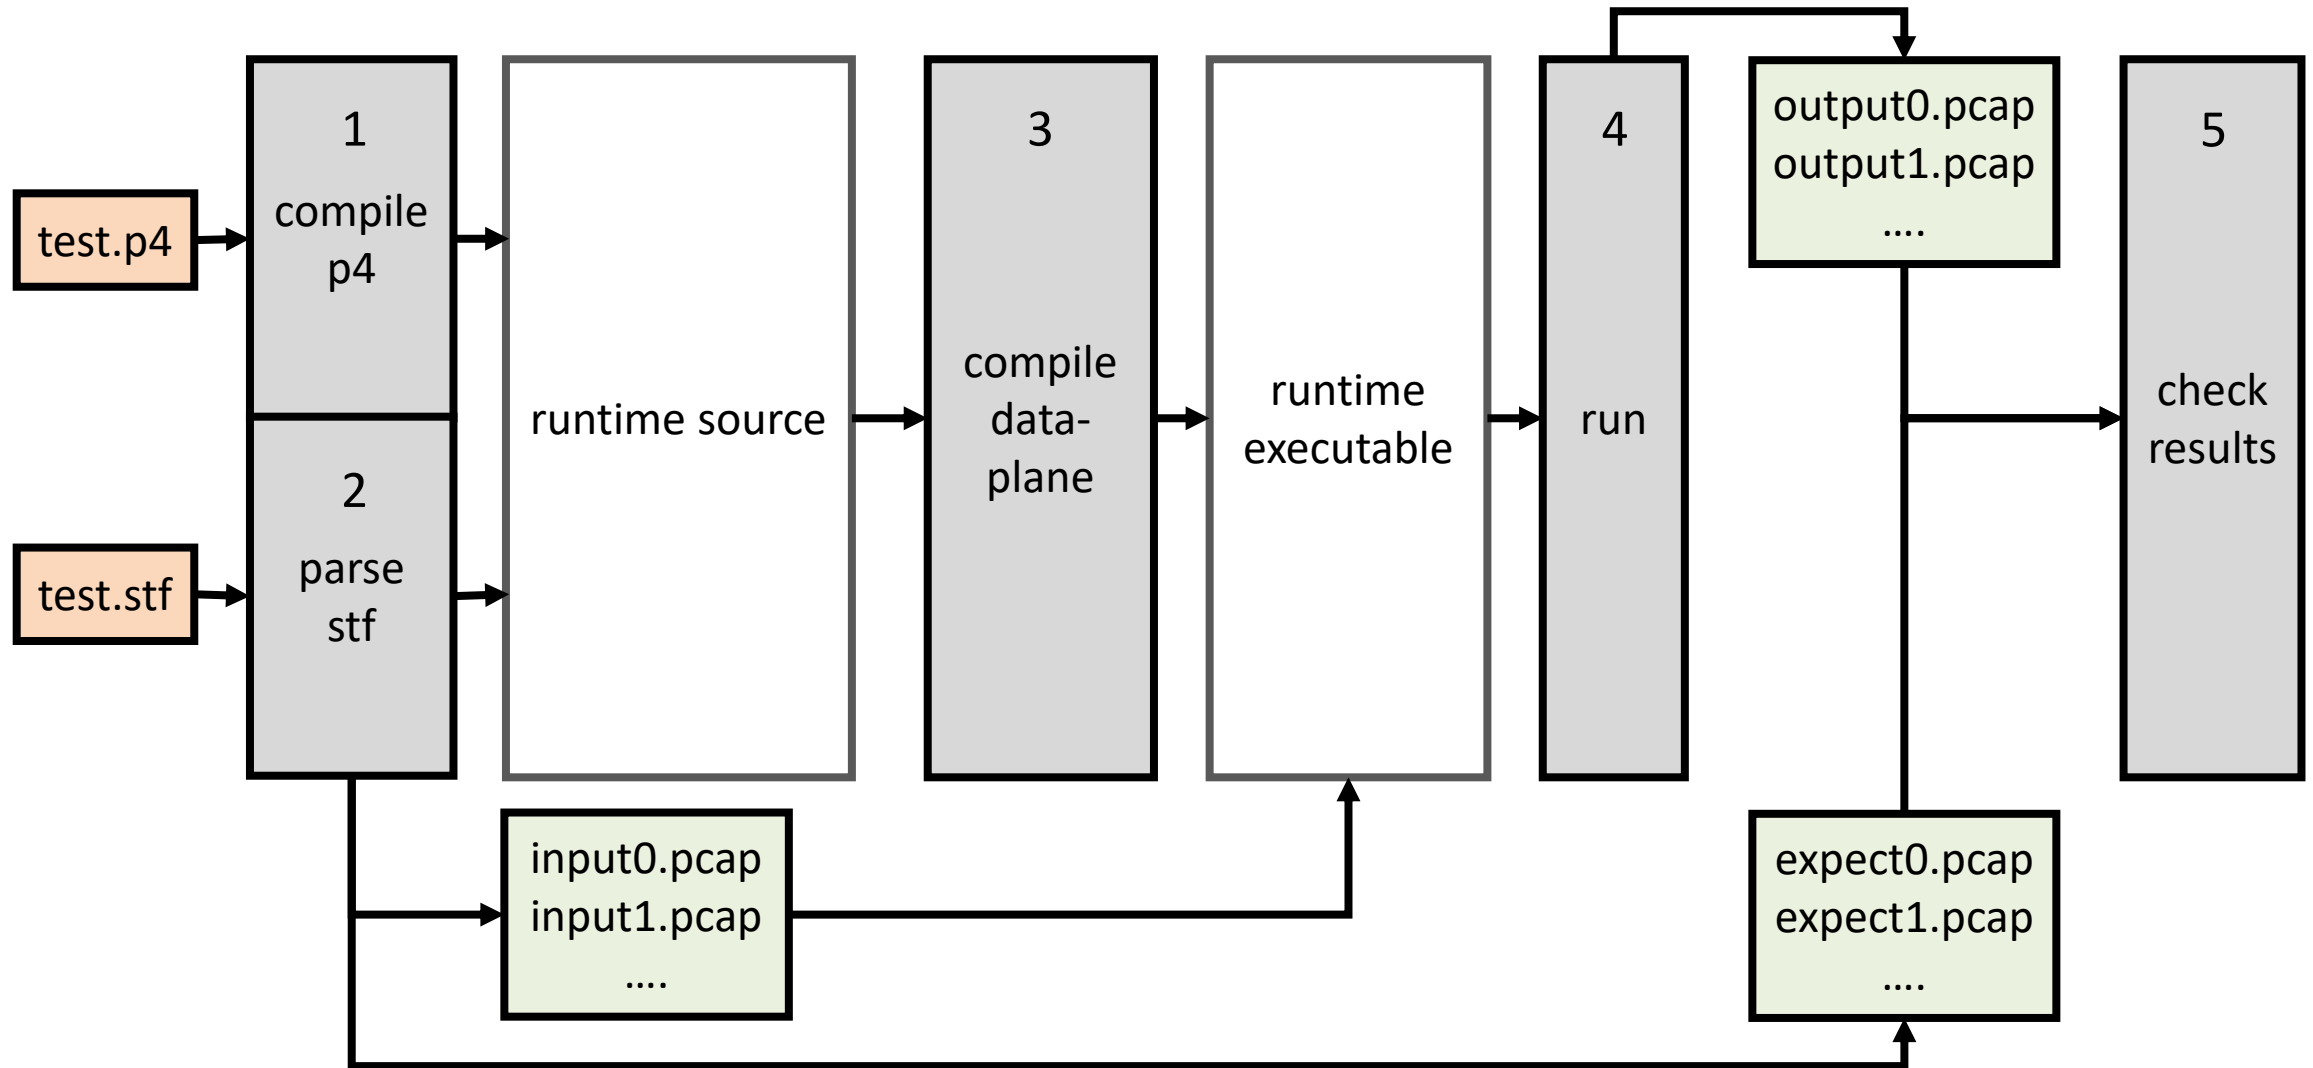 test.p4
test.stf
1
compile
p4
2
parse
stf
runtime source
input0.pcap
input1.pcap
....
3
compile
data-
plane
runtime
executable
4
run
output0.pcap
output1.pcap
....
expect0.pcap
expect1.pcap
....
5
check
results